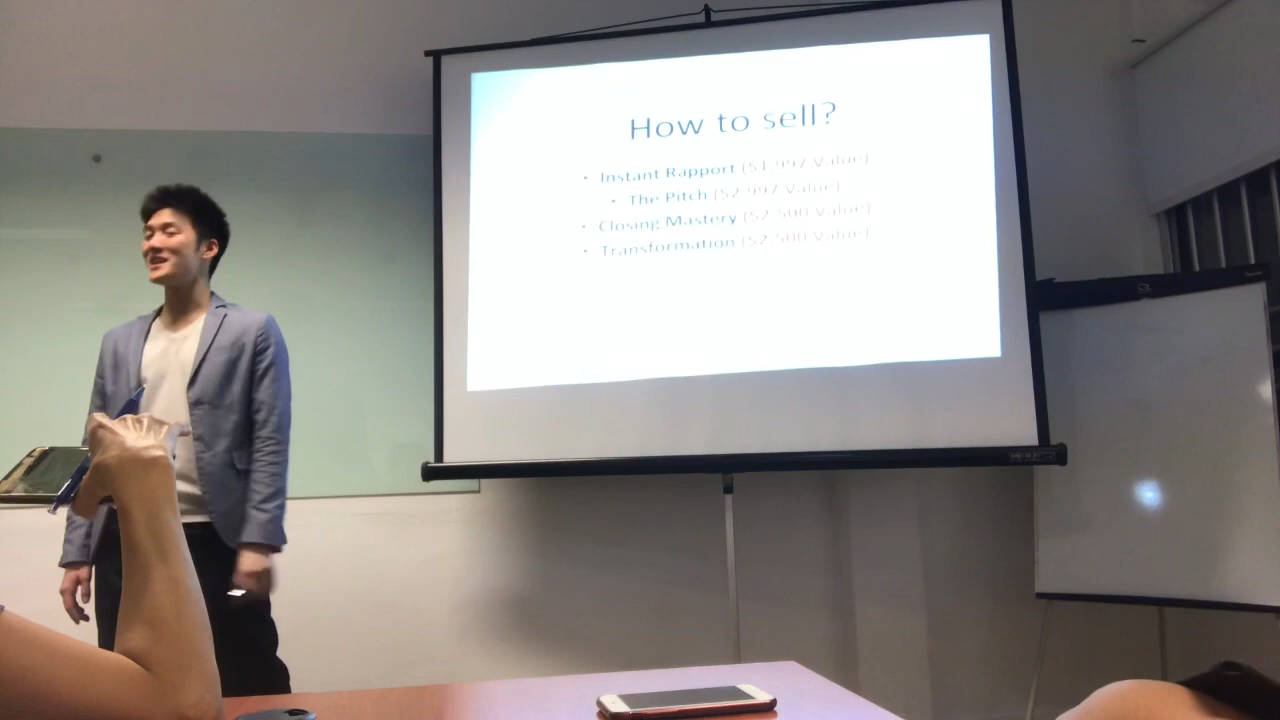 How to sell?
• Instant Rapport ($1,997 Value)
• The Pitch ($2,997 Value)
• Closing Mastery ($2,500 Value)
• Transformation ($2,500 Value)